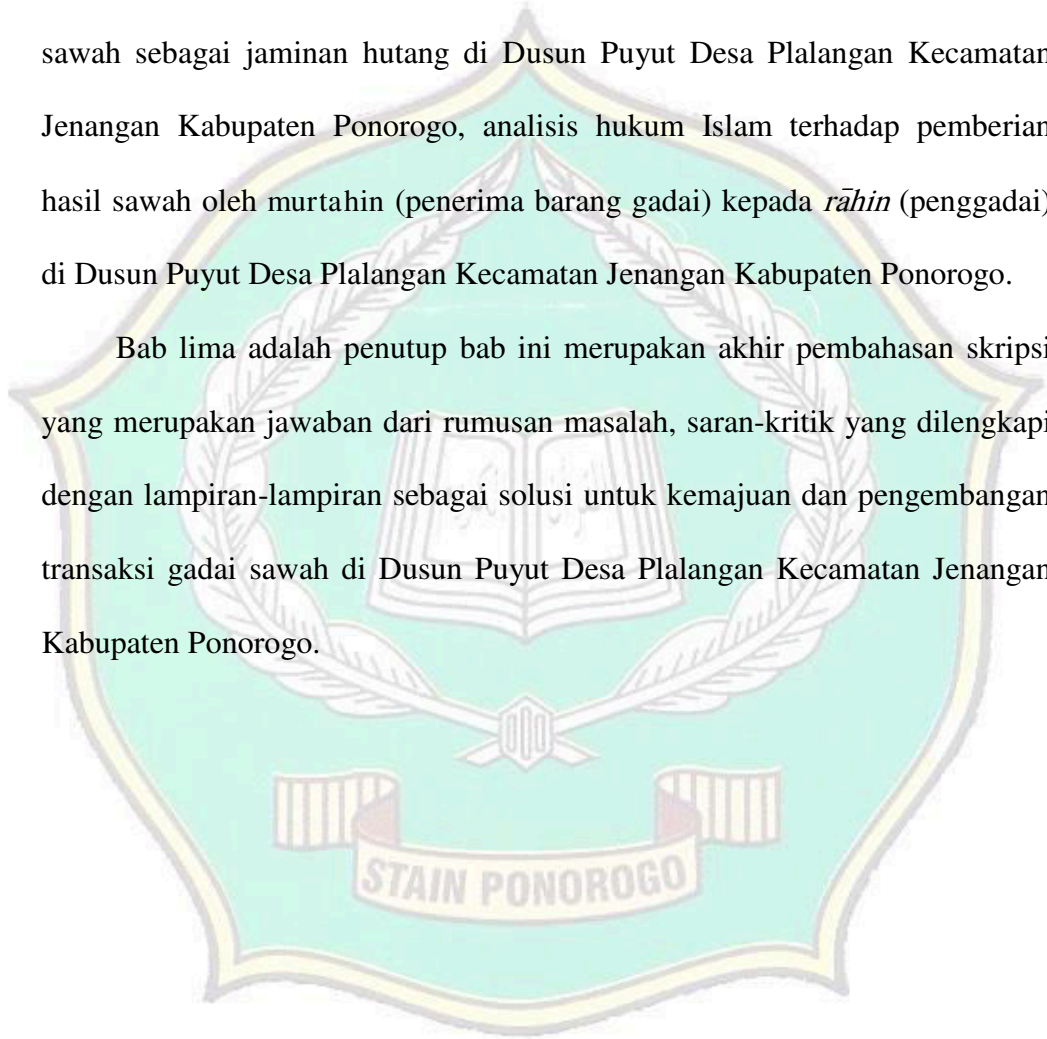 sawah sebagai jaminan hutang di Dusun Puyut Desa Plalangan Kecamatan
Jenangan Kabupaten Ponorogo, analisis hukum Islam terhadap pemberian
hasil sawah oleh murtahin (penerima barang gadai) kepada rāhin (penggadai)
di Dusun Puyut Desa Plalangan Kecamatan Jenangan Kabupaten Ponorogo.
Bab lima adalah penutup bab ini merupakan akhir pembahasan skripsi
yang merupakan jawaban dari rumusan masalah, saran-kritik yang dilengkapi
dengan lampiran-lampiran sebagai solusi untuk kemajuan dan pengembangan
transaksi gadai sawah di Dusun Puyut Desa Plalangan Kecamatan Jenangan
Kabupaten Ponorogo.
STAIN PONOROGO